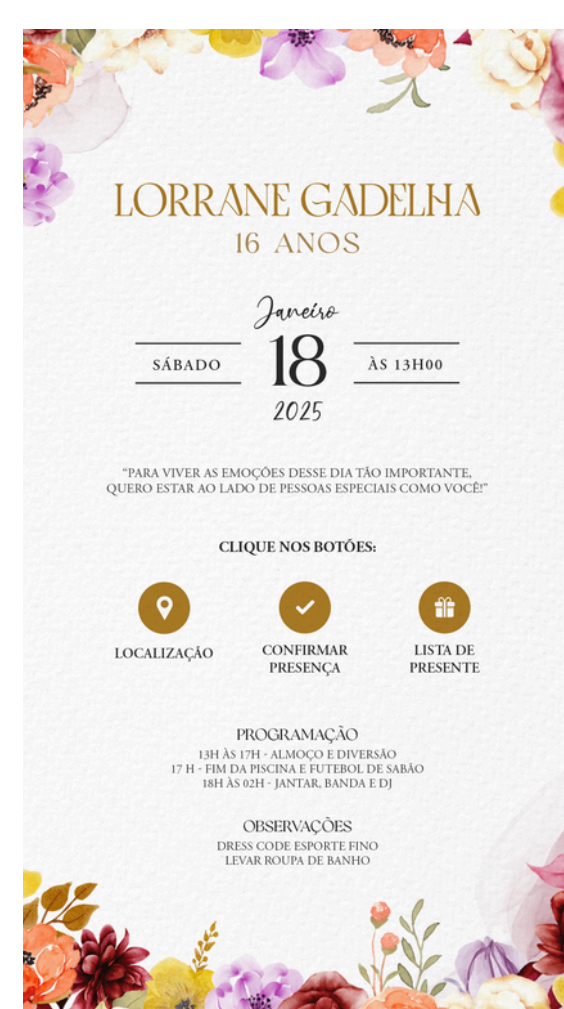 LORRANE GADELHA
16 ANOS
Janeiro
SÁBADO 18 ÀS 13H00
2025
“PARA VIVER AS EMOÇÕES DESSE DIA TÃO IMPORTANTE,
QUERO ESTAR AO LADO DE PESSOAS ESPECIAIS COMO VOCÊ!”
CLIQUE NOS BOTÕES:
LOCALIZAÇÃO
CONFIRMAR
PRESENÇA
LISTA DE
PRESENTE
PROGRAMAÇÃO
13H ÀS 17H - ALMOÇO E DIVERSÃO
17 H - FIM DA PISCINA E FUTEBOL DE SABÃO
18H ÀS 02H - JANTAR, BANDA E DJ
OBSERVAÇÕES
DRESS CODE ESPORTE FINO
LEVAR ROUPA DE BANHO